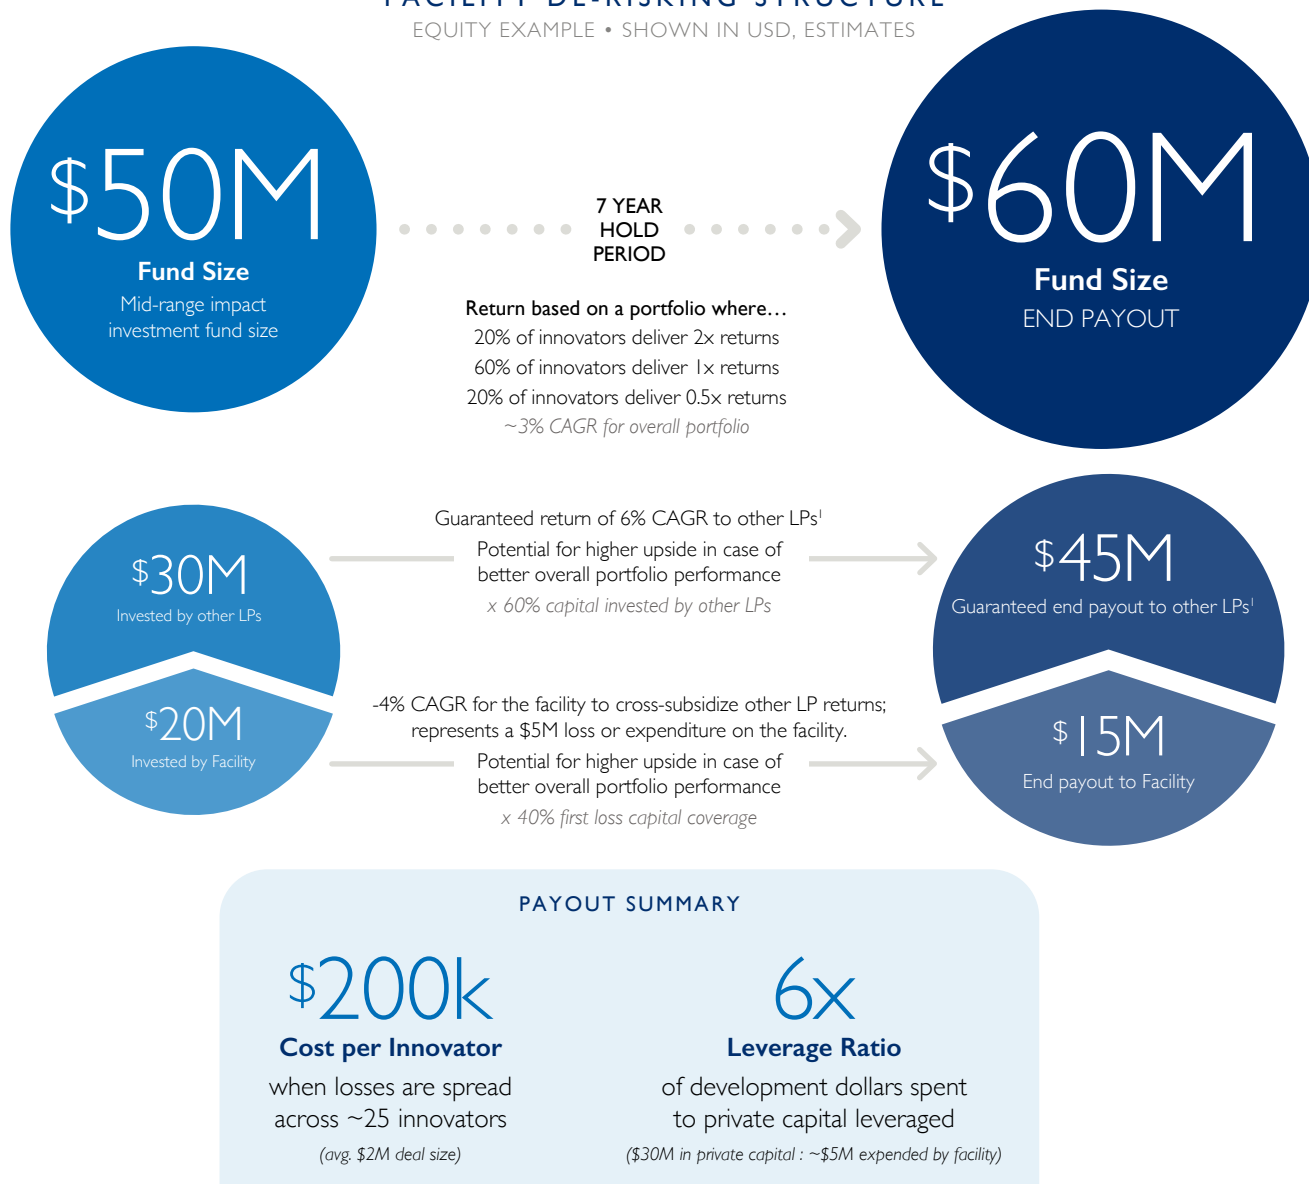 FACILITY DE-RISKING STRUCTURE
EQUITY EXAMPLE • SHOWN IN USD, ESTIMATES
$50M
Fund Size
Mid-range impact
investment fund size
7 YEAR
HOLD
PERIOD
Return based on a portfolio where…
20% of innovators deliver 2x returns
60% of innovators deliver 1x returns
20% of innovators deliver 0.5x returns
~3% CAGR for overall portfolio
$60M
Fund Size
END PAYOUT
$30M
Invested by other LPs
Guaranteed return of 6% CAGR to other LPs¹
Potential for higher upside in case of
better overall portfolio performance
x 60% capital invested by other LPs
$45M
Guaranteed end payout to other LPs¹
$20M
Invested by Facility
-4% CAGR for the facility to cross-subsidize other LP returns;
represents a $5M loss or expenditure on the facility.
Potential for higher upside in case of
better overall portfolio performance
x 40% first loss capital coverage
$15M
End payout to Facility
PAYOUT SUMMARY
$200k
Cost per Innovator
when losses are spread
across ~25 innovators
(avg. $2M deal size)
6x
Leverage Ratio
of development dollars spent
to private capital leveraged
($30M in private capital : ~$5M expended by facility)